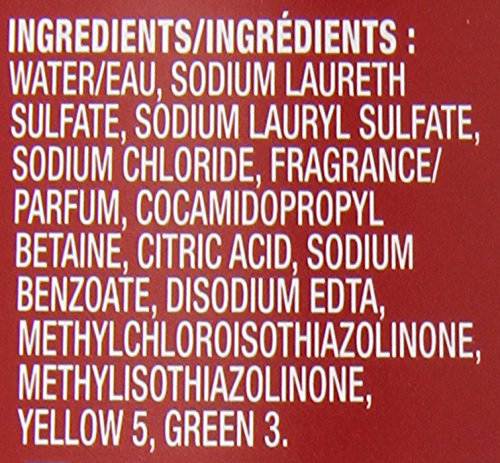 INGREDIENTS/INGRÉDIENTS :
WATER/EAU, SODIUM LAURETH
SULFATE, SODIUM LAURYL SULFATE,
SODIUM CHLORIDE, FRAGRANCE/
PARFUM, COCAMIDOPROPYL
BETAINE, CITRIC ACID, SODIUM
BENZOATE, DISODIUM EDTA,
METHYLCHLOROISOTHIAZOLINONE,
METHYLISOTHIAZOLINONE,
YELLOW 5, GREEN 3.